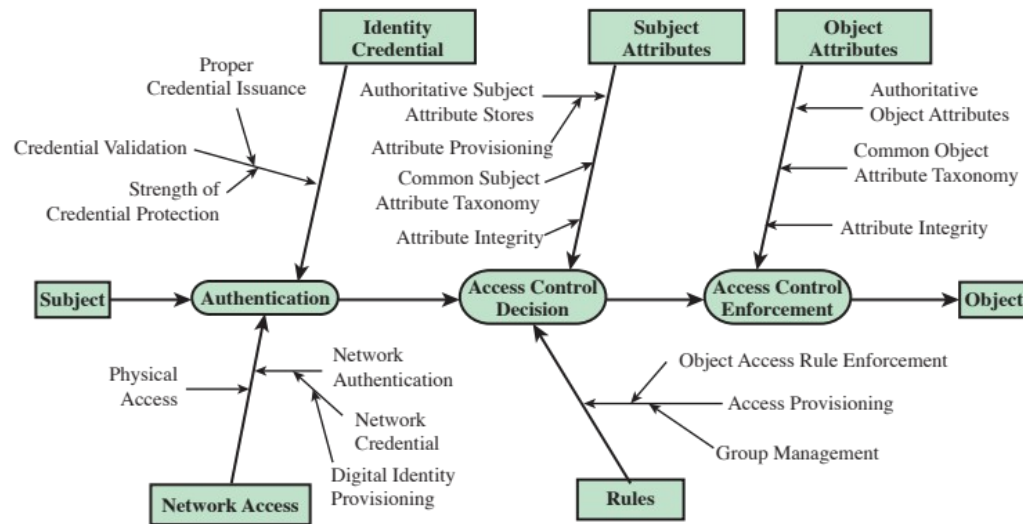 Identity
Credential
Subject
Attributes
Object
Attributes
Proper
Credential Issuance
Credential Validation
Strength of
Credential Protection
Authoritative Subject
Attribute Stores
Attribute Provisioning
Common Subject
Attribute Taxonomy
Attribute Integrity
Authoritative
Object Attributes
Common Object
Attribute Taxonomy
Attribute Integrity
Subject
Authentication
Access Control
Decision
Access Control
Enforcement
Object
Physical
Access
Network
Authentication
Network
Credential
Digital Identity
Provisioning
Object Access Rule Enforcement
Access Provisioning
Group Management
Network Access
Rules